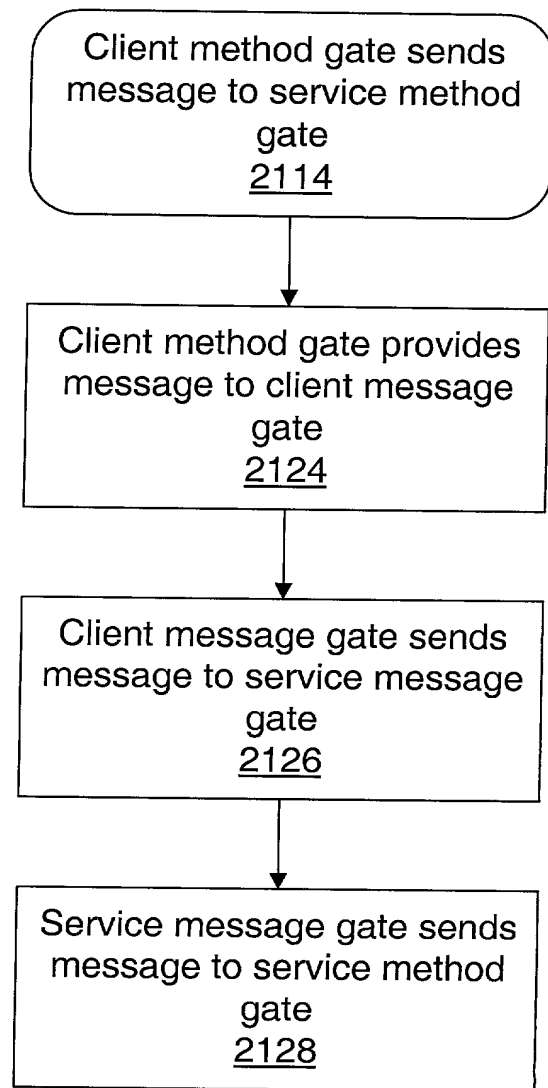 Client method gate sends
message to service method
gate
2114
Client method gate provides
message to client message
gate
2124
Client message gate sends
message to service message
gate
2126
Service message gate sends
message to service method
gate
2128